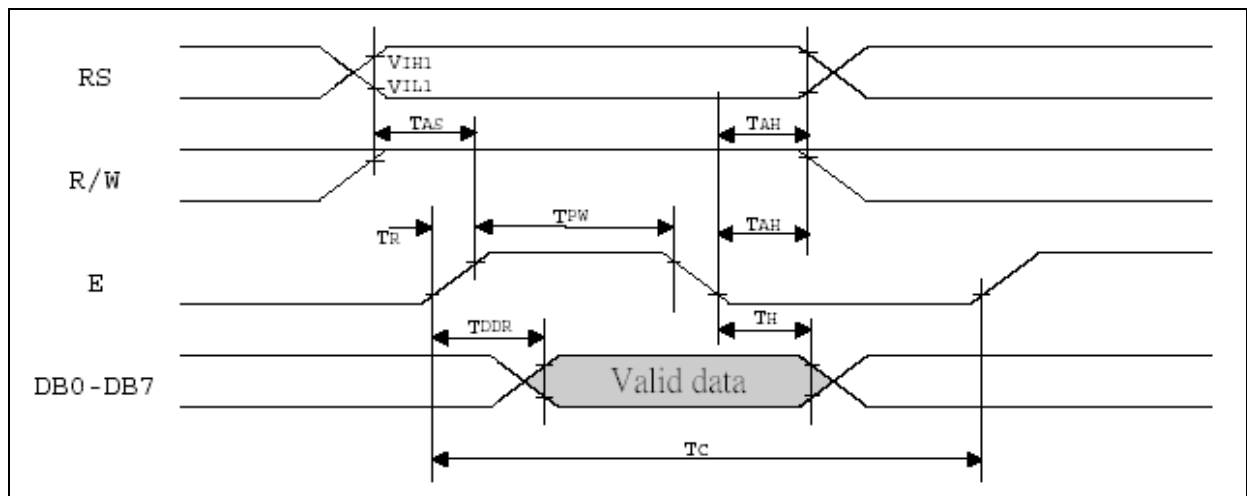 RS
VIH1
VIL1
TAS
TAH
R/W
TPW
TAH
TR
E
TDDR
TH
DB0-DB7
Valid data
TC